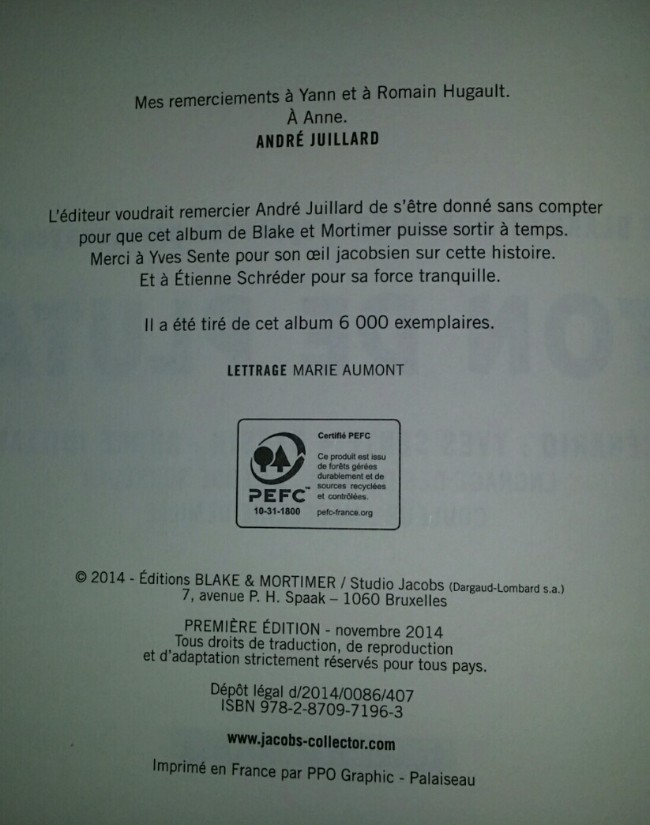 Mes remerciements à Yann et à Romain Hugault.
À Anne.
ANDRÉ JUILLARD
L'éditeur voudrait remercier André Juillard de s'être donné sans compter
pour que cet album de Blake et Mortimer puisse sortir à temps.
Merci à Yves Sente pour son œil jacobsien sur cette histoire.
Et à Étienne Schréder pour sa force tranquille.
Il a été tiré de cet album 6 000 exemplaires.
LETTRAGE MARIE AUMONT
PEFC™
10-31-1800
Certifié PEFC
Ce produit est issu
de forêts gérées
durablement et de
sources recyclées
et contrôlées.
pefc-france.org
© 2014 - Éditions BLAKE & MORTIMER / Studio Jacobs (Dargaud-Lombard s.a.)
7, avenue P. H. Spaak – 1060 Bruxelles
PREMIÈRE ÉDITION - novembre 2014
Tous droits de traduction, de reproduction
et d'adaptation strictement réservés pour tous pays.
Dépôt légal d/2014/0086/407
ISBN 978-2-8709-7196-3
www.jacobs-collector.com
Imprimé en France par PPO Graphic - Palaiseau